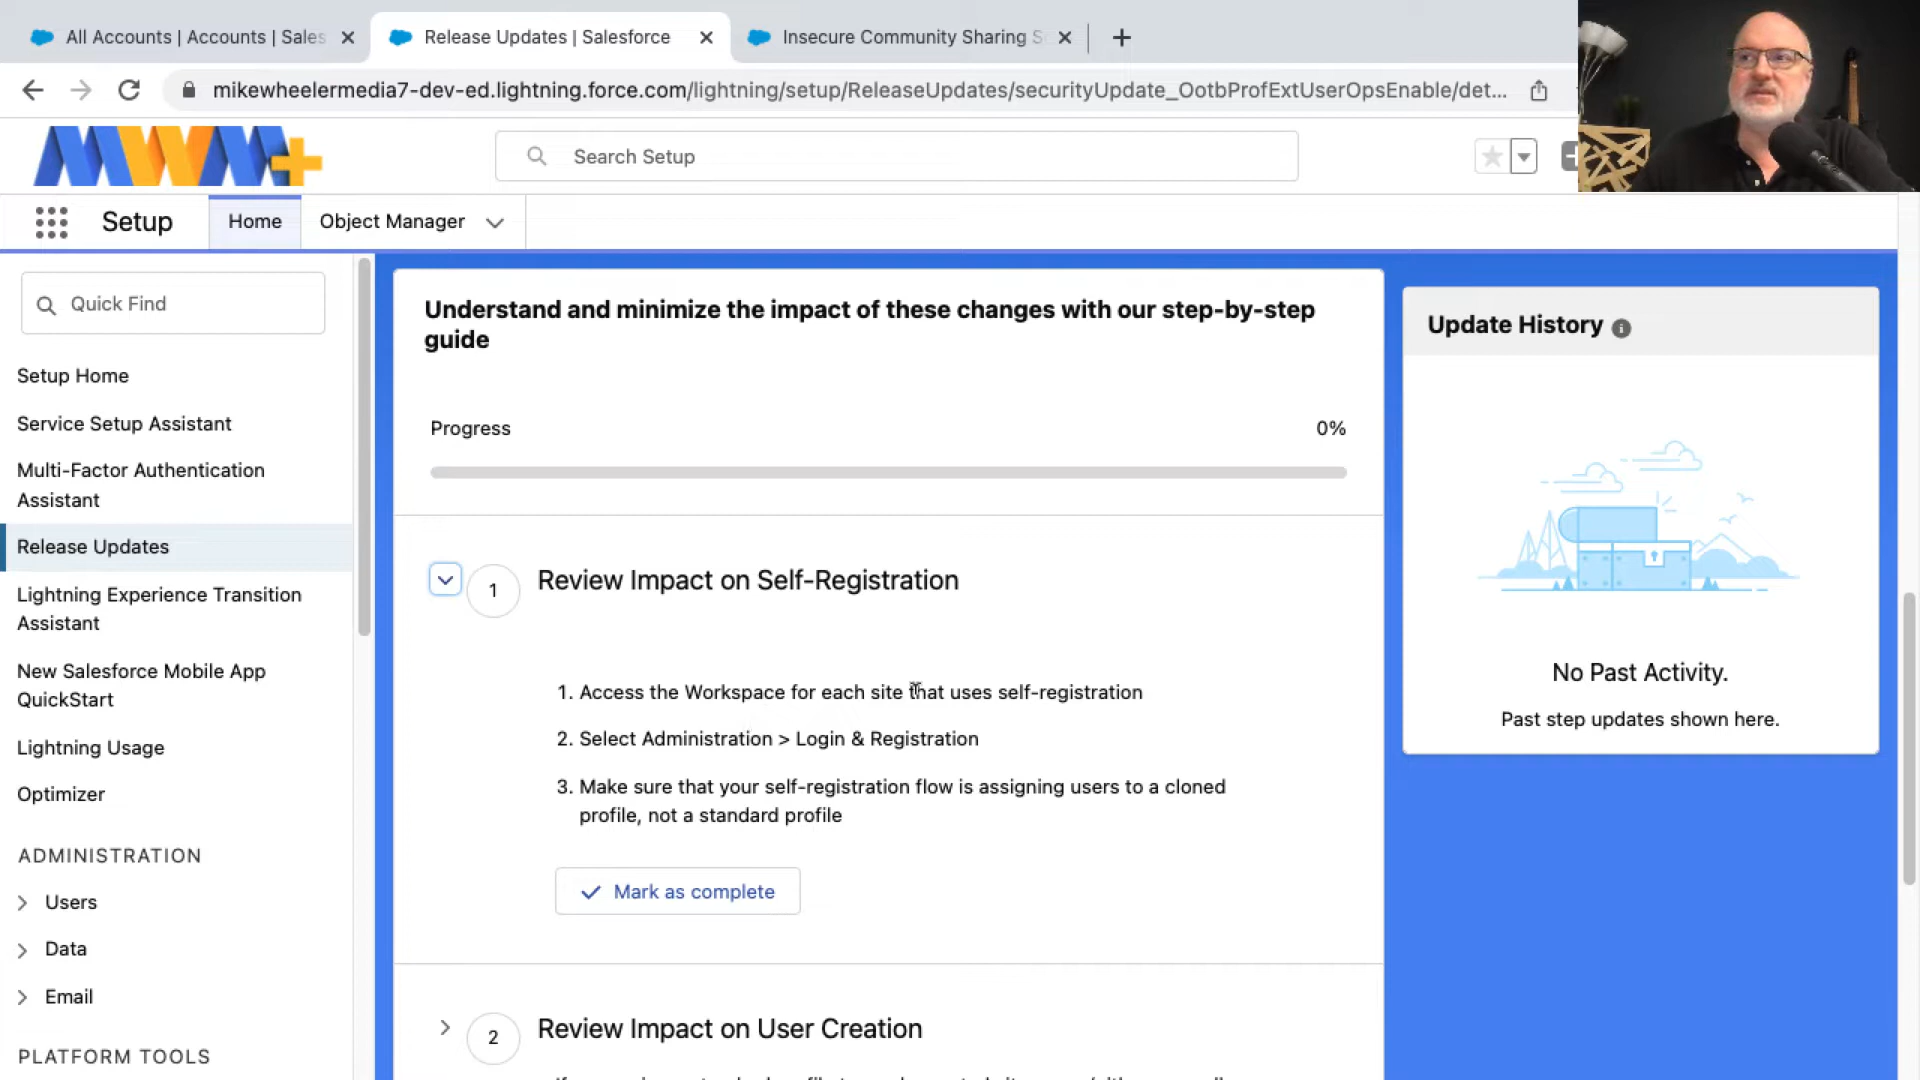 All Accounts | Accounts | Sales
Release Updates | Salesforce
Insecure Community Sharing S
mikewheelermedia7-dev-ed.lightning.force.com/lightning/setup/ReleaseUpdates/securityUpdate_OotbProfExtUserOpsEnable/det...
MWM+
Search Setup
Setup
Home
Object Manager
Quick Find
Setup Home
Service Setup Assistant
Multi-Factor Authentication
Assistant
Release Updates
Lightning Experience Transition
Assistant
New Salesforce Mobile App
QuickStart
Lightning Usage
Optimizer
ADMINISTRATION
Users
Data
Email
PLATFORM TOOLS
Understand and minimize the impact of these changes with our step-by-step
guide
Progress
0%
1
Review Impact on Self-Registration
1. Access the Workspace for each site that uses self-registration
2. Select Administration > Login & Registration
3. Make sure that your self-registration flow is assigning users to a cloned
profile, not a standard profile
Mark as complete
2
Review Impact on User Creation
Update History
No Past Activity.
Past step updates shown here.